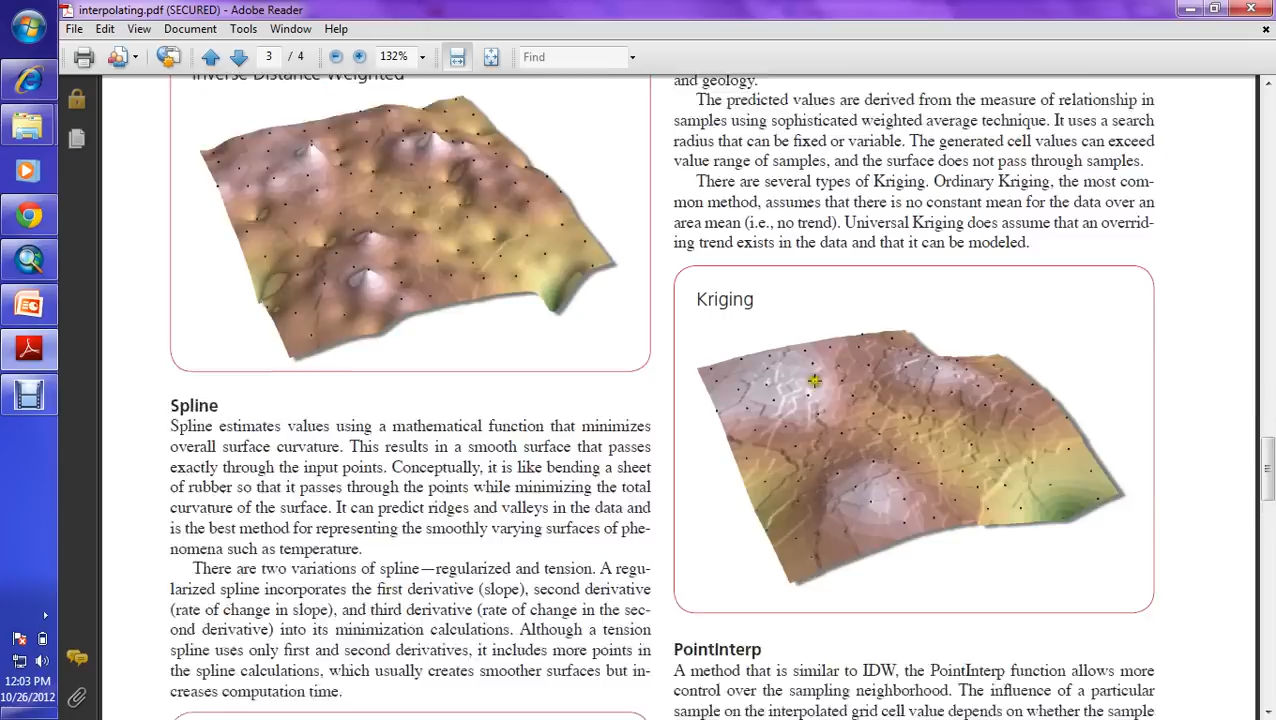 interpolating.pdf (SECURED) - Adobe Reader
File Edit View Document Tools Window Help
3 / 4 132% Find
Inverse Distance Weighted
Spline
Spline estimates values using a mathematical function that minimizes
overall surface curvature. This results in a smooth surface that passes
exactly through the input points. Conceptually, it is like bending a sheet
of rubber so that it passes through the points while minimizing the total
curvature of the surface. It can predict ridges and valleys in the data and
is the best method for representing the smoothly varying surfaces of phe-
nomena such as temperature.
There are two variations of spline—regularized and tension. A regu-
larized spline incorporates the first derivative (slope), second derivative
(rate of change in slope), and third derivative (rate of change in the sec-
ond derivative) into its minimization calculations. Although a tension
spline uses only first and second derivatives, it includes more points in
the spline calculations, which usually creates smoother surfaces but in-
creases computation time.
and geology.
The predicted values are derived from the measure of relationship in
samples using sophisticated weighted average technique. It uses a search
radius that can be fixed or variable. The generated cell values can exceed
value range of samples, and the surface does not pass through samples.
There are several types of Kriging. Ordinary Kriging, the most com-
mon method, assumes that there is no constant mean for the data over an
area mean (i.e., no trend). Universal Kriging does assume that an overrid-
ing trend exists in the data and that it can be modeled.
Kriging
PointInterp
A method that is similar to IDW, the PointInterp function allows more
control over the sampling neighborhood. The influence of a particular
sample on the interpolated grid cell value depends on whether the sample
12:03 PM
10/26/2012